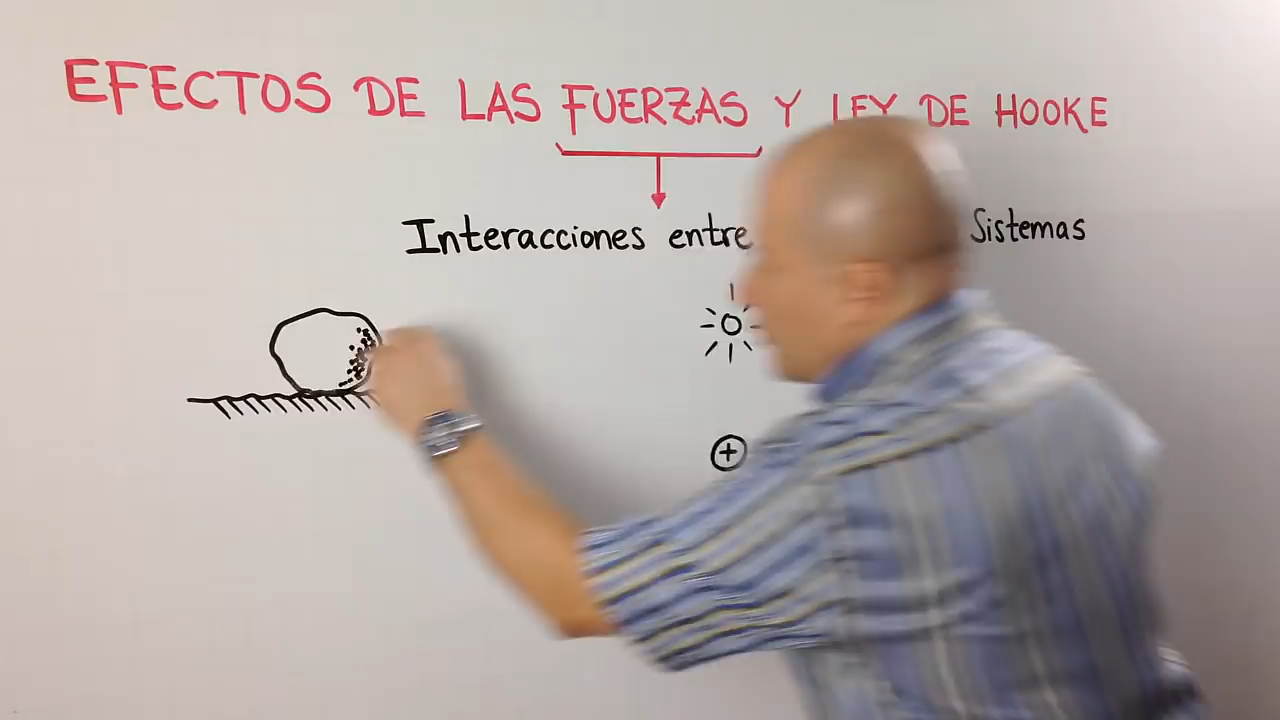 EFECTOS DE LAS FUERZAS Y LEY DE HOOKE
Interacciones entre Sistemas
+